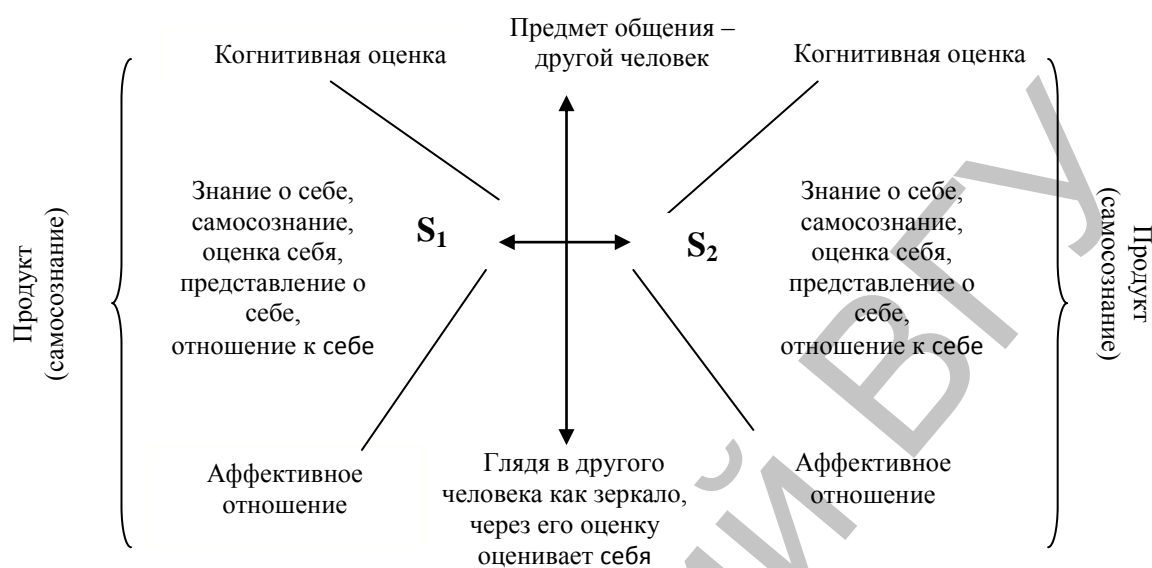 Предмет общения –
другой человек
Когнитивная оценка
Когнитивная оценка
Знание о себе,
самосознание,
оценка себя,
представление о
себе,
отношение к себе
S₁
S₂
Знание о себе,
самосознание,
оценка себя,
представление о
себе,
отношение к себе
Продукт
(самосознание)
Продукт
(самосознание)
Аффективное
отношение
Глядя в другого
человека как зеркало,
через его оценку
оценивает себя
Аффективное
отношение
ий ВГУ